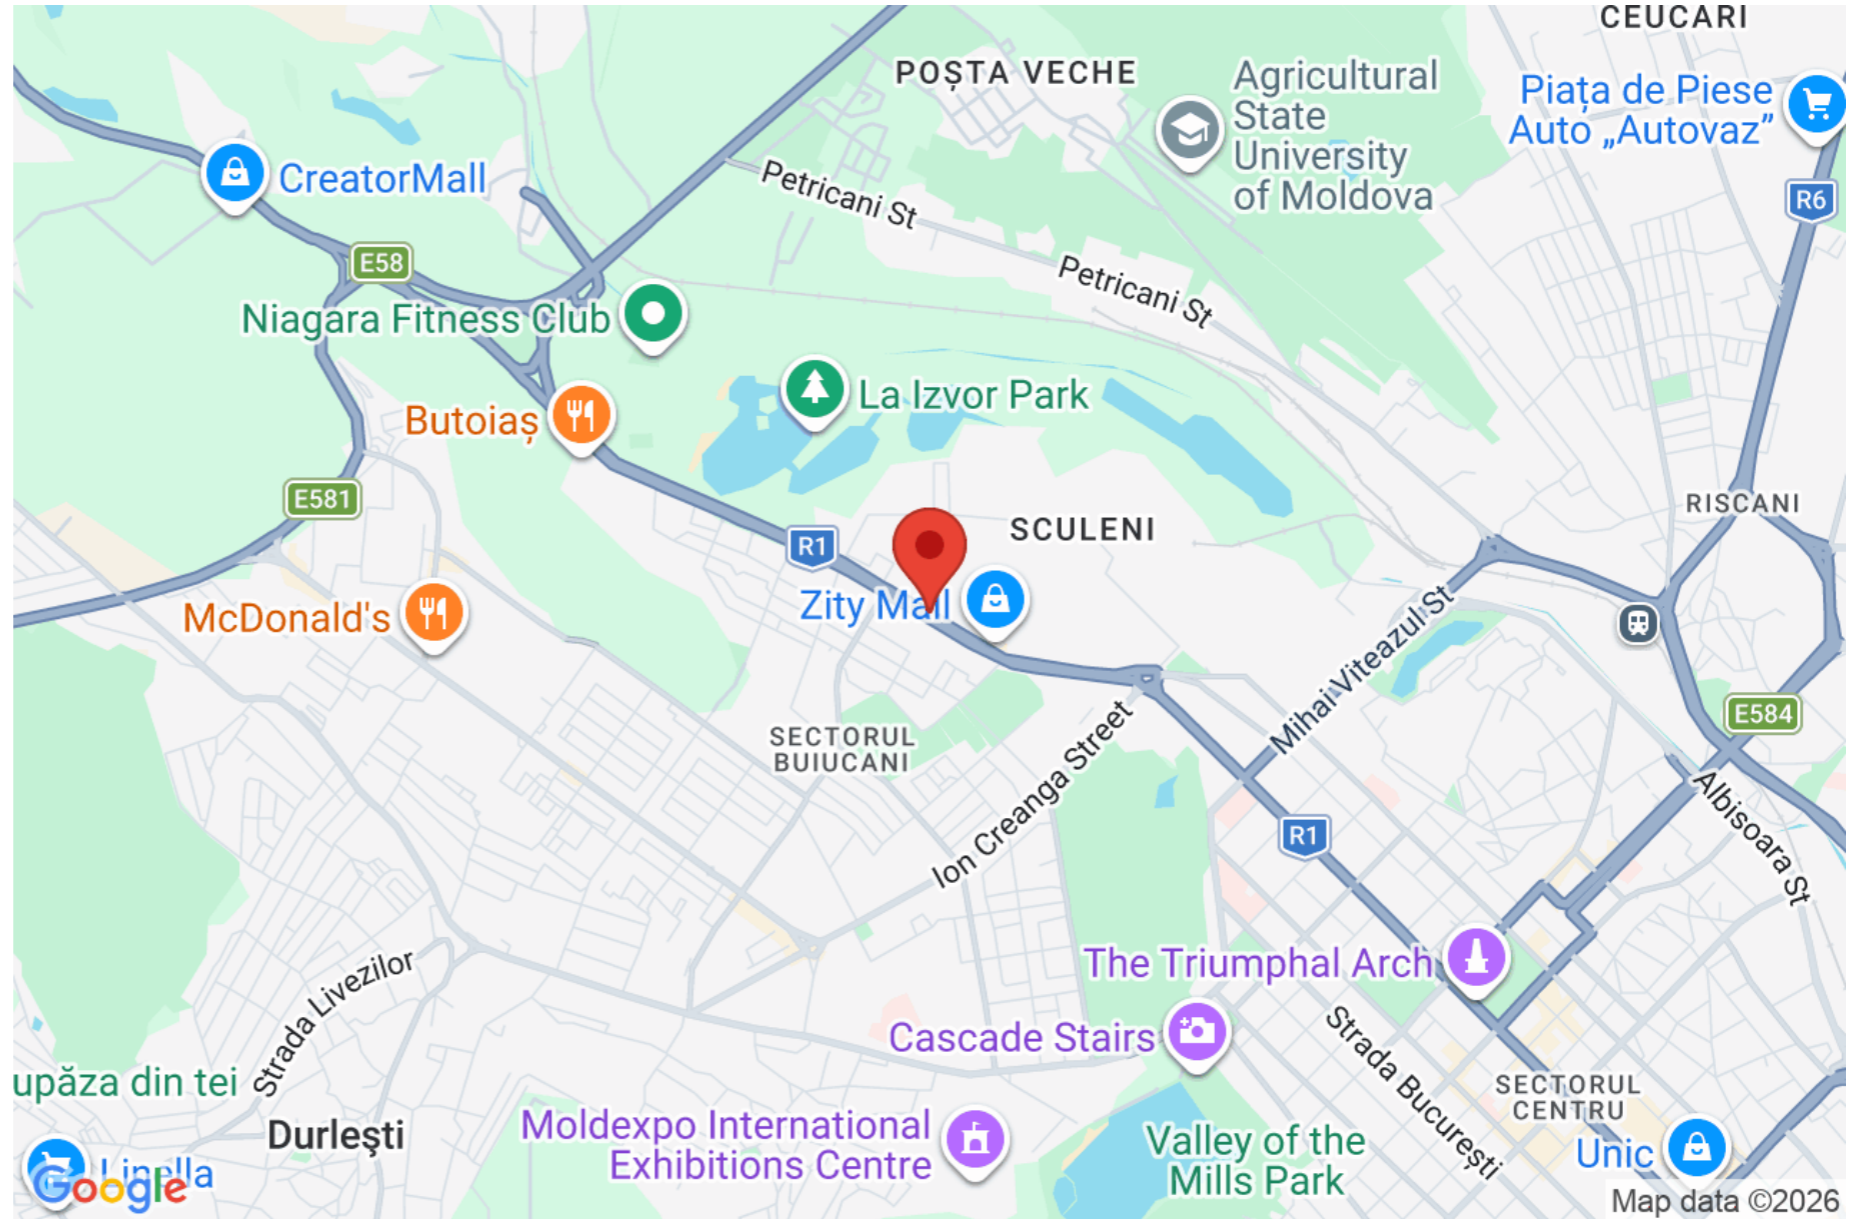 CEUCARI
POȘTA VECHE
Agricultural
State
University
of Moldova
Piața de Piese
Auto „Autovaz”
CreatorMall
Petricani St
R6
E58
Petricani St
Niagara Fitness Club
La Izvor Park
Butoiaș
E581
RISCANI
SCULENI
R1
Zity Mall
McDonald's
Mihai Viteazul St
E584
SECTORUL
BUIUCANI
Ion Creanga Street
Albisoara St
R1
The Triumphal Arch
Strada Livezilor
Cascade Stairs
Strada București
upăza din tei
SECTORUL
CENTRU
Durleşti
Moldexpo International
Exhibitions Centre
Valley of the
Mills Park
Unic
Linella
Google
Map data ©2026